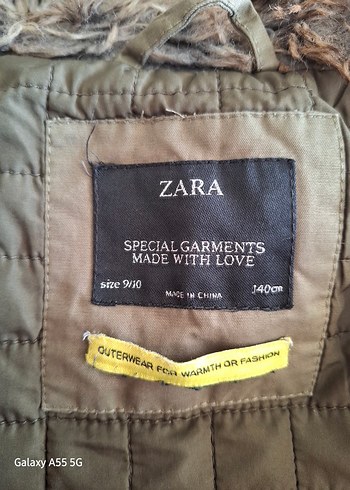 ZARA
SPECIAL GARMENTS
MADE WITH LOVE
size 9/10 140cm
MADE IN CHINA
OUTERWEAR FOR WARMTH OR FASHION
Galaxy A55 5G